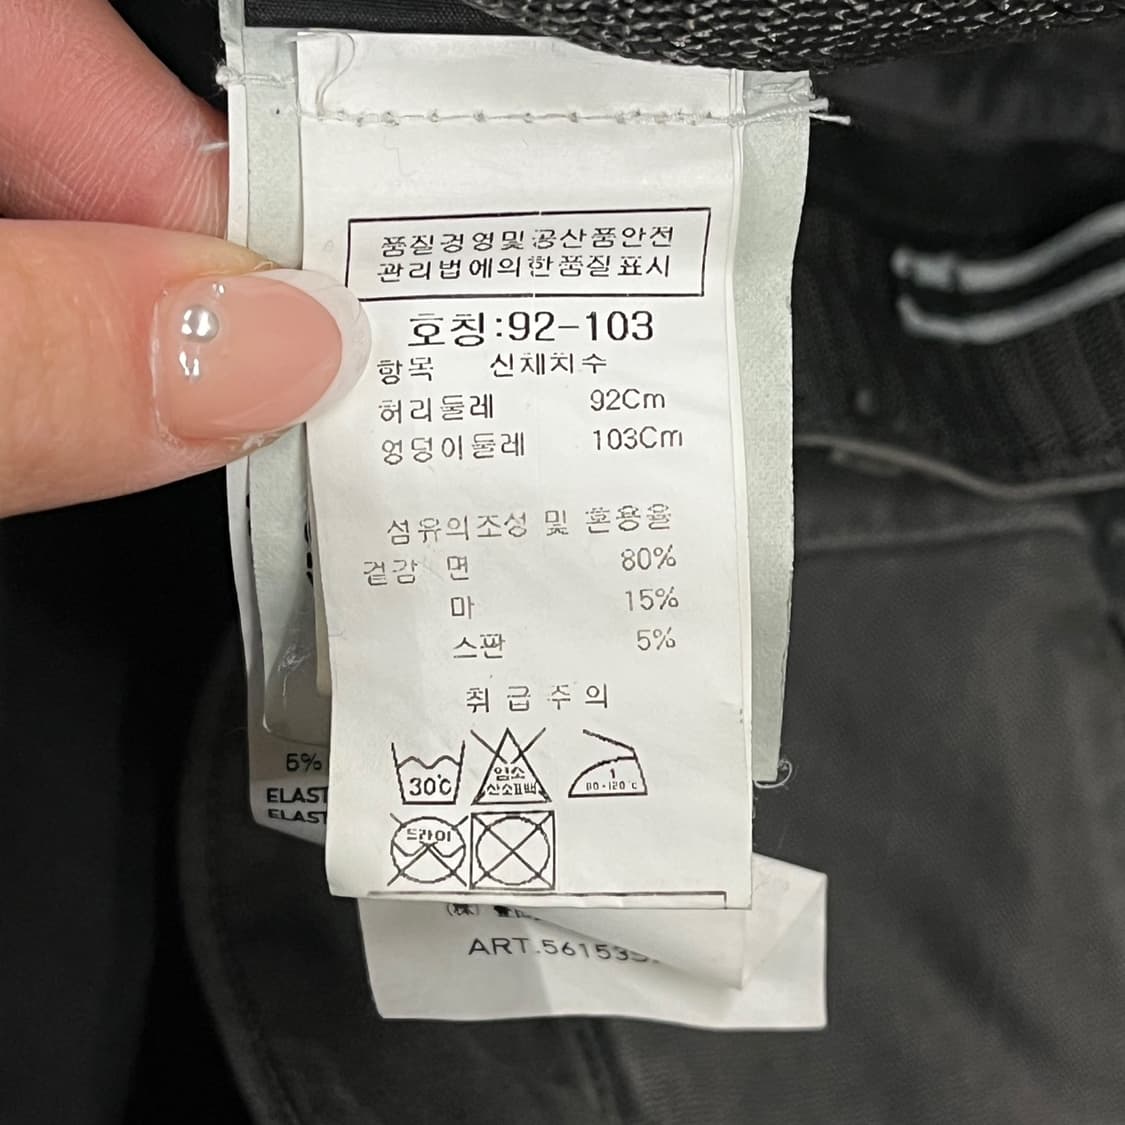 품질경영및공산품안전
관리법에의한품질표시
호칭:92-103
항목 신채치수
허리둘레 92Cm
엉덩이둘레 103Cm
섬유의조성 및 혼용율
겉감 면 80%
마 15%
스판 5%
취급주의
30℃
염소
산소표백
1
80-120℃
드라이
5%
ELAST
ELAST
(株)
ART.56153